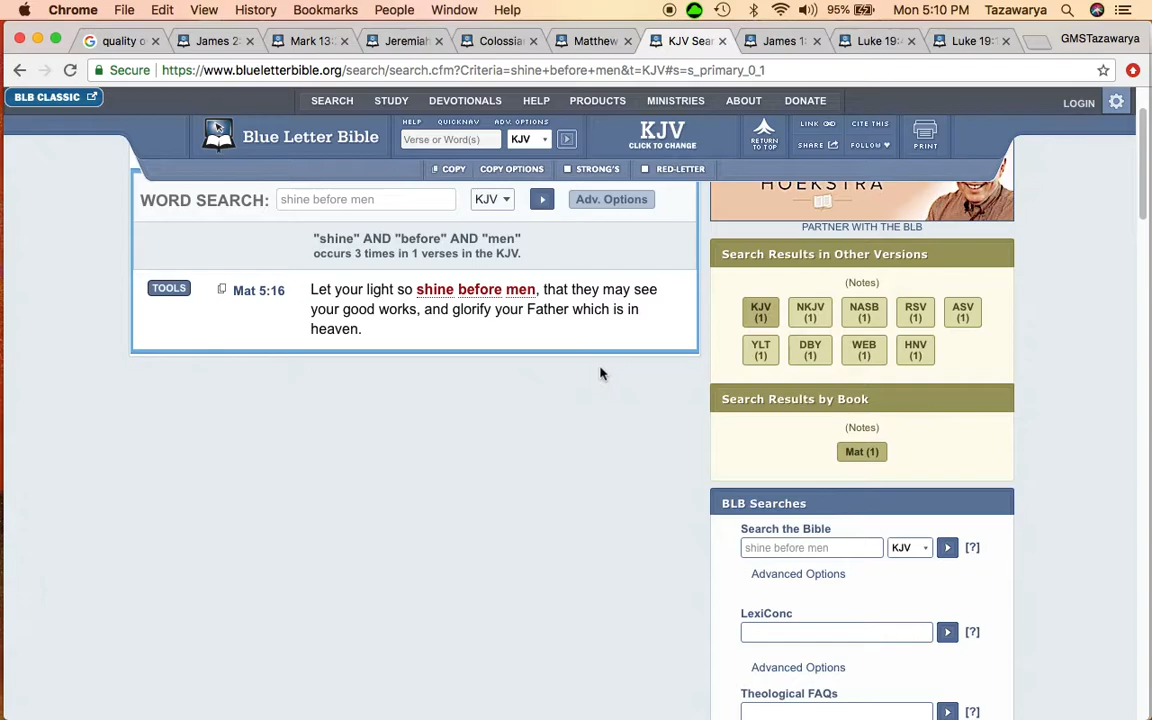 Chrome File Edit View History Bookmarks People Window Help 95% Mon 5:10 PM Tazawarya
quality o James 2 Mark 13: Jeremiah Colossia Matthew KJV Sea James 1: Luke 19:4 Luke 19:1 GMSTazawarya
Secure https://www.blueletterbible.org/search/search.cfm?Criteria=shine+before+men&t=KJV#s=s_primary_0_1
BLB CLASSIC
SEARCH STUDY DEVOTIONALS HELP PRODUCTS MINISTRIES ABOUT DONATE LOGIN
HELP QUICKNAV ADV. OPTIONS
Blue Letter Bible Verse or Word(s) KJV
KJV
CLICK TO CHANGE
RETURN TO TOP
LINK CITE THIS
SHARE FOLLOW
PRINT
COPY COPY OPTIONS STRONG'S RED-LETTER
HOEKSTRA
PARTNER WITH THE BLB
WORD SEARCH: shine before men KJV Adv. Options
"shine" AND "before" AND "men"
occurs 3 times in 1 verses in the KJV.
TOOLS Mat 5:16 Let your light so shine before men, that they may see
your good works, and glorify your Father which is in
heaven.
Search Results in Other Versions
(Notes)
KJV (1) NKJV (1) NASB (1) RSV (1) ASV (1)
YLT (1) DBY (1) WEB (1) HNV (1)
Search Results by Book
(Notes)
Mat (1)
BLB Searches
Search the Bible
shine before men KJV [?]
Advanced Options
LexiConc
[?]
Advanced Options
Theological FAQs
[?]